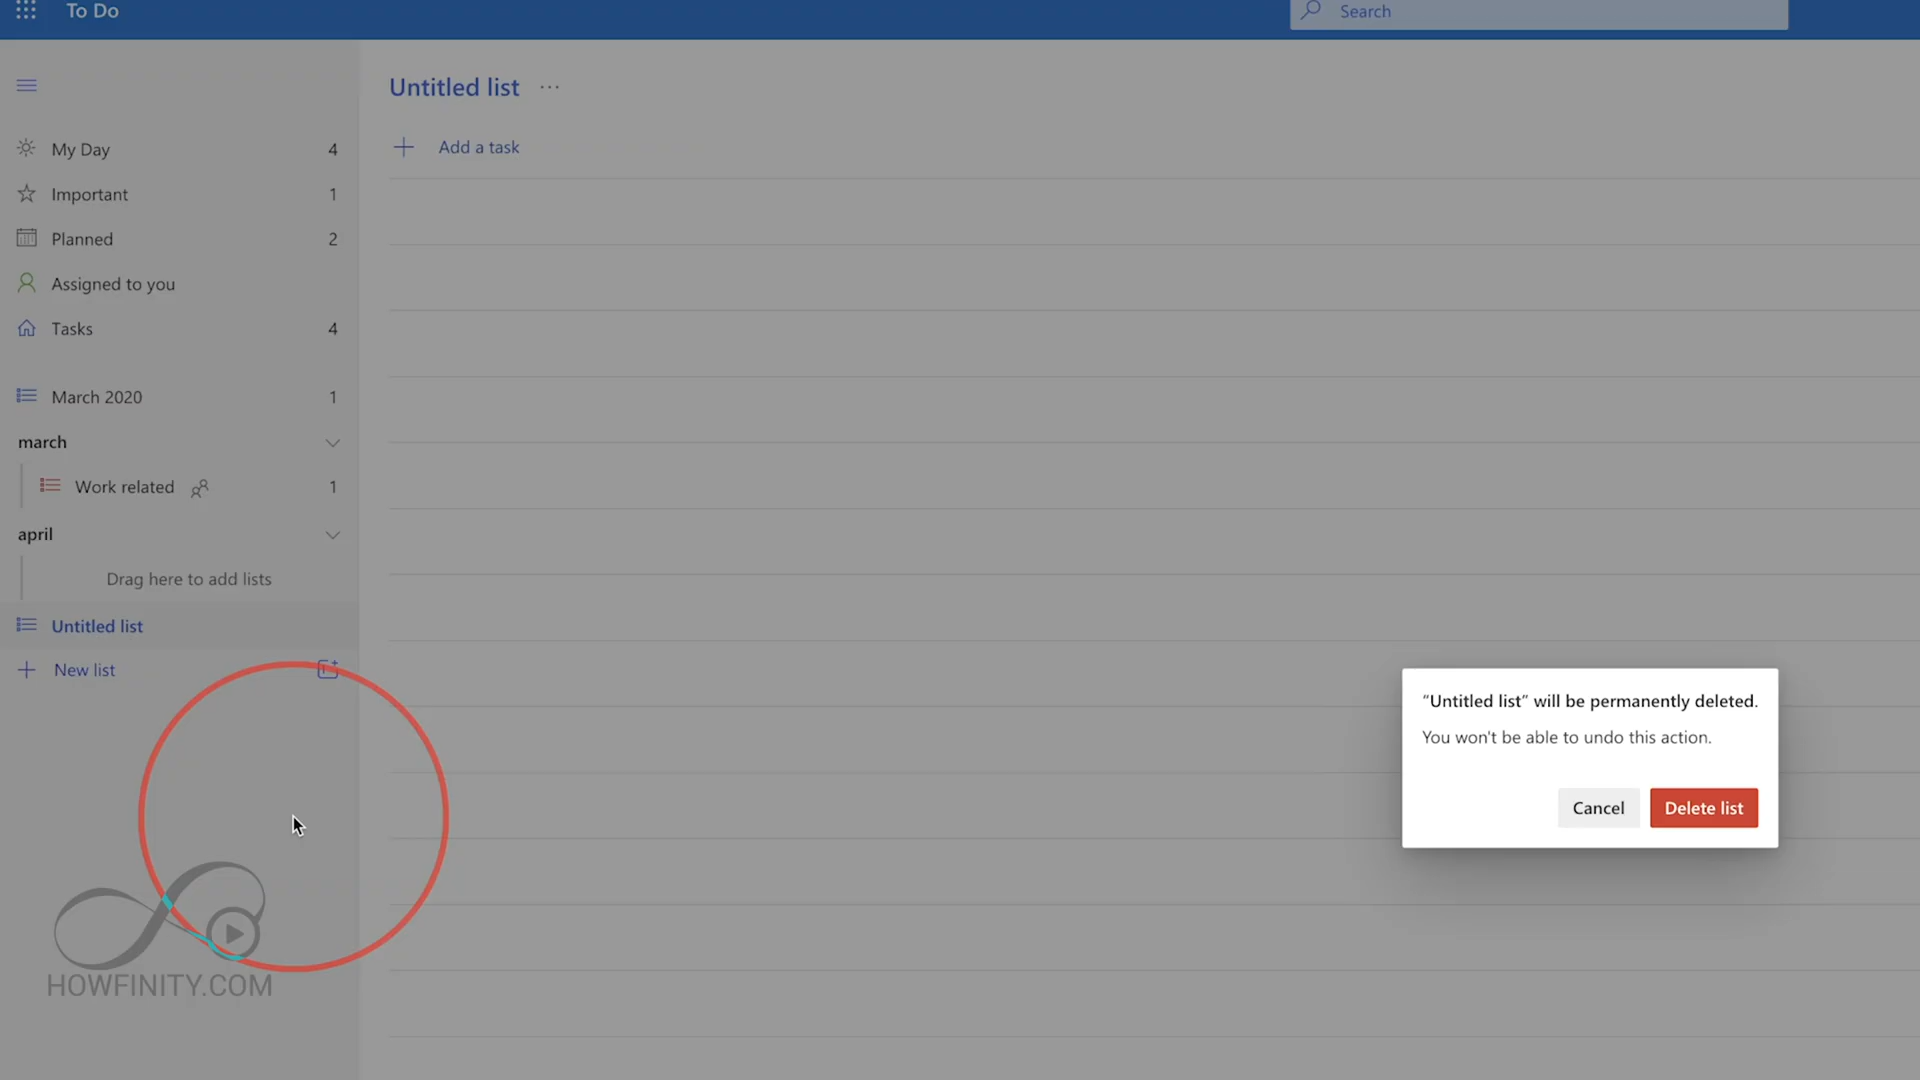 To Do
Search
Untitled list ...
Add a task
My Day 4
Important 1
Planned 2
Assigned to you
Tasks 4
March 2020 1
march
Work related 1
april
Drag here to add lists
Untitled list
New list
“Untitled list” will be permanently deleted.
You won't be able to undo this action.
Cancel
Delete list
HOWFINITY.COM